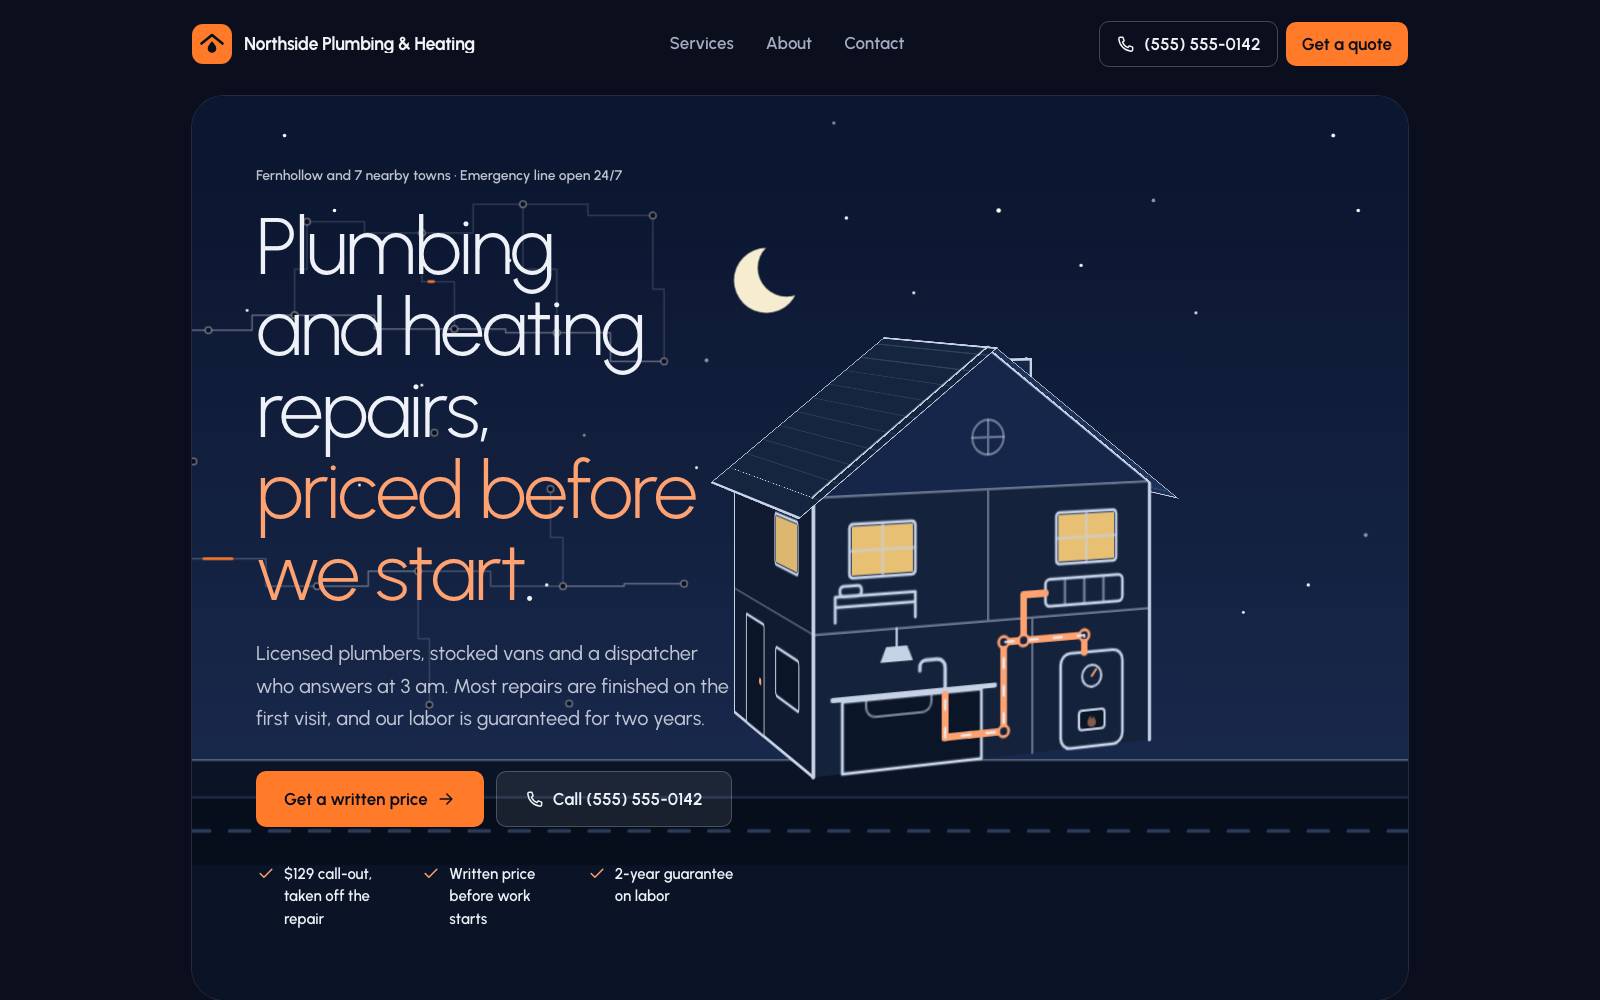 Northside Plumbing & Heating
Services
About
Contact
(555) 555-0142
Get a quote
Fernhollow and 7 nearby towns · Emergency line open 24/7
Plumbing
and heating
repairs,
priced before
we start.
Licensed plumbers, stocked vans and a dispatcher
who answers at 3 am. Most repairs are finished on the
first visit, and our labor is guaranteed for two years.
Get a written price
Call (555) 555-0142
$129 call-out,
taken off the
repair
Written price
before work
starts
2-year guarantee
on labor